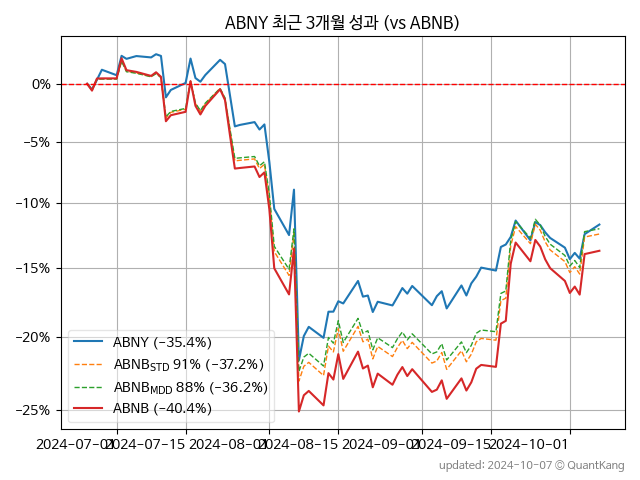 ABNY 최근 3개월 성과 (vs ABNB)
0%
−5%
−10%
−15%
−20%
−25%
ABNY (−35.4%)
ABNB_STD 91% (−37.2%)
ABNB_MDD 88% (−36.2%)
ABNB (−40.4%)
2024-07-01 2024-07-15 2024-08-01 2024-08-15 2024-09-01 2024-09-15 2024-10-01
updated: 2024-10-07 © QuantKang